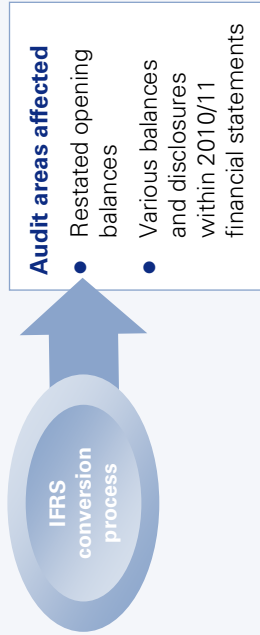 IFRS
conversion
process
Audit areas affected
● Restated opening
balances
● Various balances
and disclosures
within 2010/11
financial statements